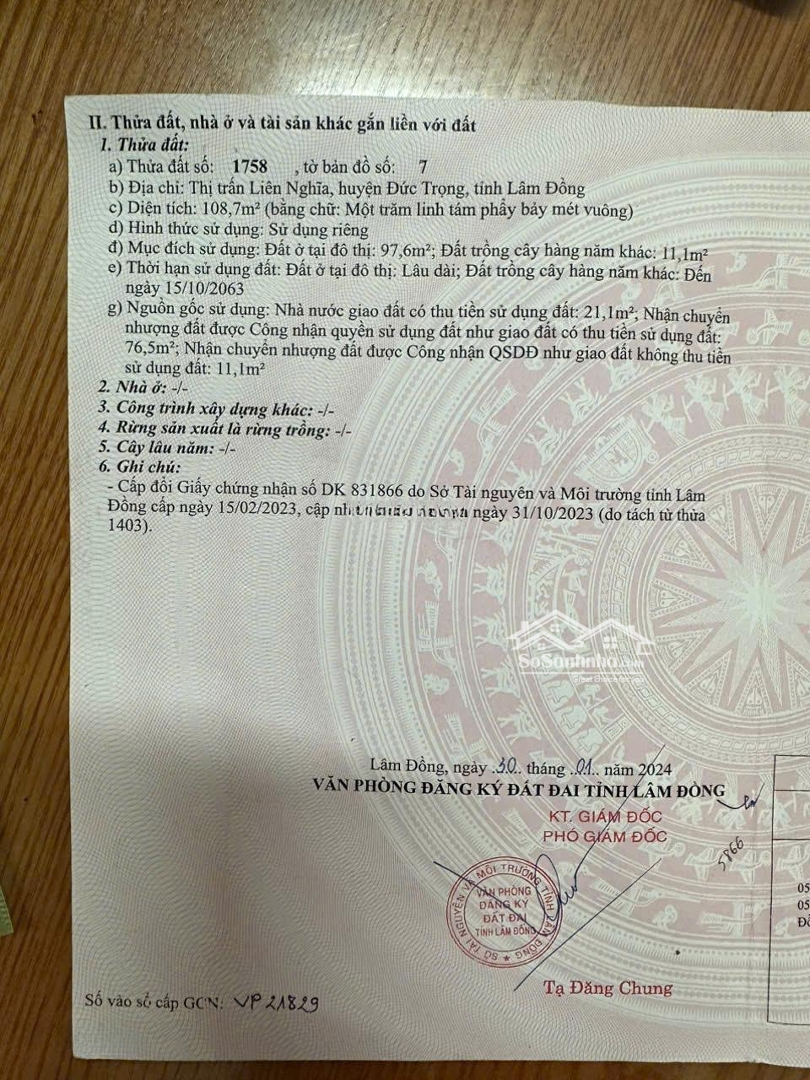 II. Thửa đất, nhà ở và tài sản khác gắn liền với đất
1. Thửa đất:
a) Thửa đất số: 1758 , tờ bản đồ số: 7
b) Địa chỉ: Thị trấn Liên Nghĩa, huyện Đức Trọng, tỉnh Lâm Đồng
c) Diện tích: 108,7m² (bằng chữ: Một trăm linh tám phẩy bảy mét vuông)
d) Hình thức sử dụng: Sử dụng riêng
đ) Mục đích sử dụng: Đất ở tại đô thị: 97,6m²; Đất trồng cây hàng năm khác: 11,1m²
e) Thời hạn sử dụng đất: Đất ở tại đô thị: Lâu dài; Đất trồng cây hàng năm khác: Đến
ngày 15/10/2063
g) Nguồn gốc sử dụng: Nhà nước giao đất có thu tiền sử dụng đất: 21,1m²; Nhận chuyển
nhượng đất được Công nhận quyền sử dụng đất như giao đất có thu tiền sử dụng đất:
76,5m²; Nhận chuyển nhượng đất được Công nhận QSDĐ như giao đất không thu tiền
sử dụng đất: 11,1m²
2. Nhà ở: -/-
3. Công trình xây dựng khác: -/-
4. Rừng sản xuất là rừng trồng: -/-
5. Cây lâu năm: -/-
6. Ghi chú:
- Cấp đổi Giấy chứng nhận số DK 831866 do Sở Tài nguyên và Môi trường tỉnh Lâm
Đồng cấp ngày 15/02/2023, cập ngày 31/10/2023 (do tách từ thửa
1403).
SoSanhnha.com
Great Choice for you
Lâm Đồng, ngày 30 tháng 01 năm 2024
VĂN PHÒNG ĐĂNG KÝ ĐẤT ĐAI TỈNH LÂM ĐỒNG
KT. GIÁM ĐỐC
PHÓ GIÁM ĐỐC
5866
SỞ TÀI NGUYÊN VÀ MÔI TRƯỜNG TỈNH LÂM ĐỒNG
VĂN PHÒNG
ĐĂNG KÝ
ĐẤT ĐAI
TỈNH LÂM ĐỒNG
05
05
Tạ Đăng Chung
Số vào sổ cấp GCN: VP 21829